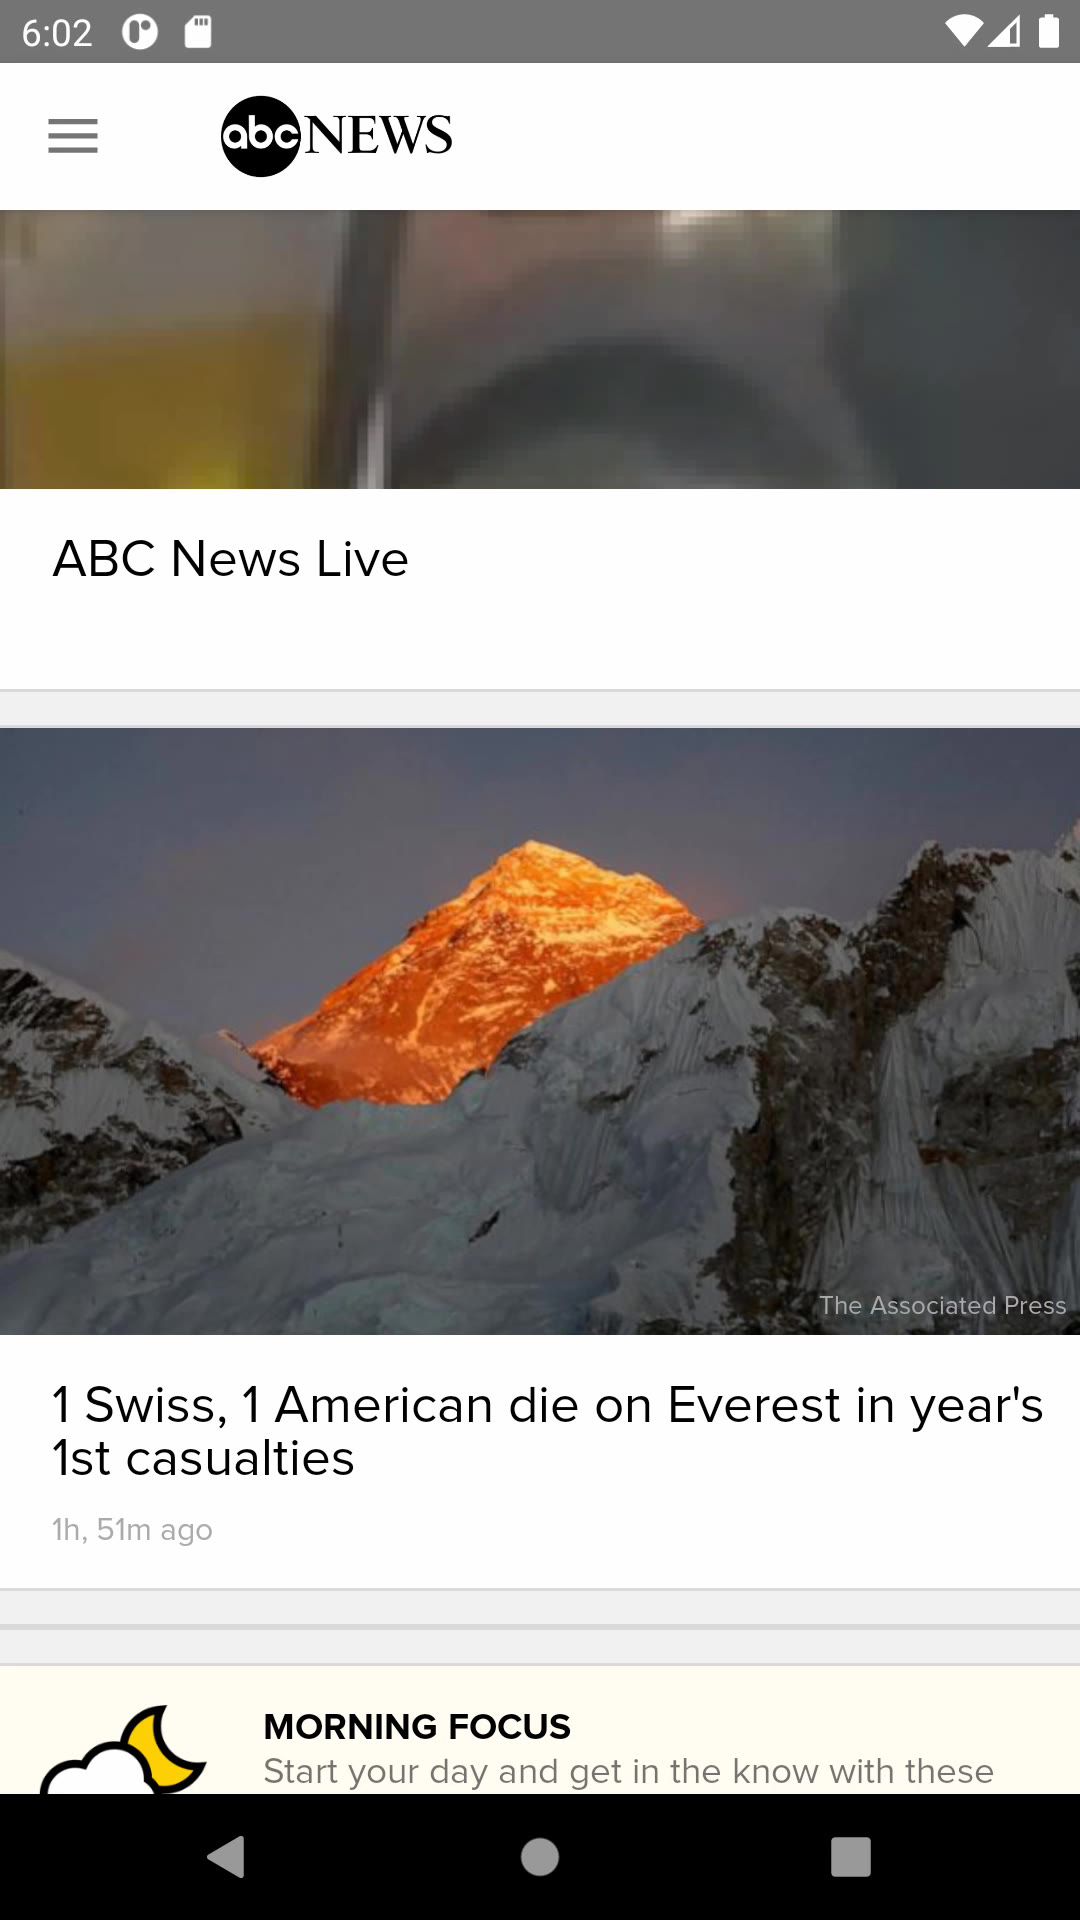 6:02
abc NEWS
ABC News Live
The Associated Press
1 Swiss, 1 American die on Everest in year's
1st casualties
1h, 51m ago
MORNING FOCUS
Start your day and get in the know with these